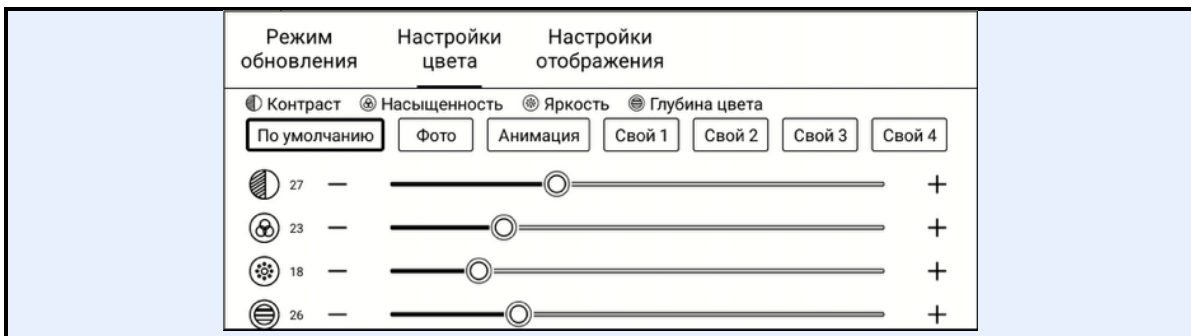 Режим обновления
Настройки цвета
Настройки отображения
Контраст Насыщенность Яркость Глубина цвета
По умолчанию Фото Анимация Свой 1 Свой 2 Свой 3 Свой 4
27 — +
23 — +
18 — +
26 — +